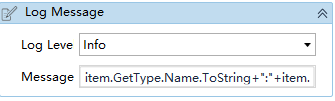 Log Message
Log Leve Info
Message item.GetType.Name.ToString+":"+item.